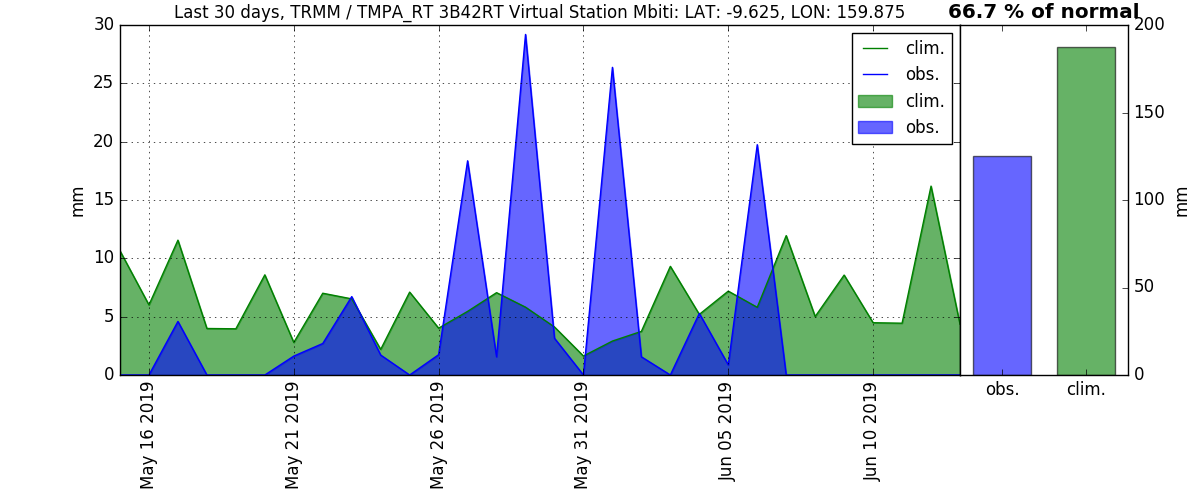 Last 30 days, TRMM / TMPA_RT 3B42RT Virtual Station Mbiti: LAT: -9.625, LON: 159.875
66.7 % of normal
30
25
20
15
10
5
0
mm
clim.
obs.
clim.
obs.
May 16 2019
May 21 2019
May 26 2019
May 31 2019
Jun 05 2019
Jun 10 2019
200
150
100
50
0
mm
obs.
clim.